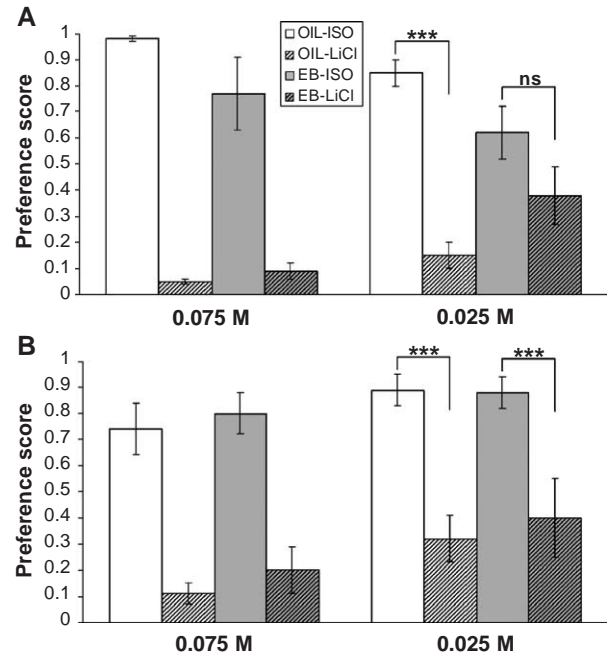 A
OIL-ISO
OIL-LiCl
EB-ISO
EB-LiCl
***
ns
Preference score
1
0.9
0.8
0.7
0.6
0.5
0.4
0.3
0.2
0.1
0
0.075 M
0.025 M
B
***
***
Preference score
1
0.9
0.8
0.7
0.6
0.5
0.4
0.3
0.2
0.1
0
0.075 M
0.025 M